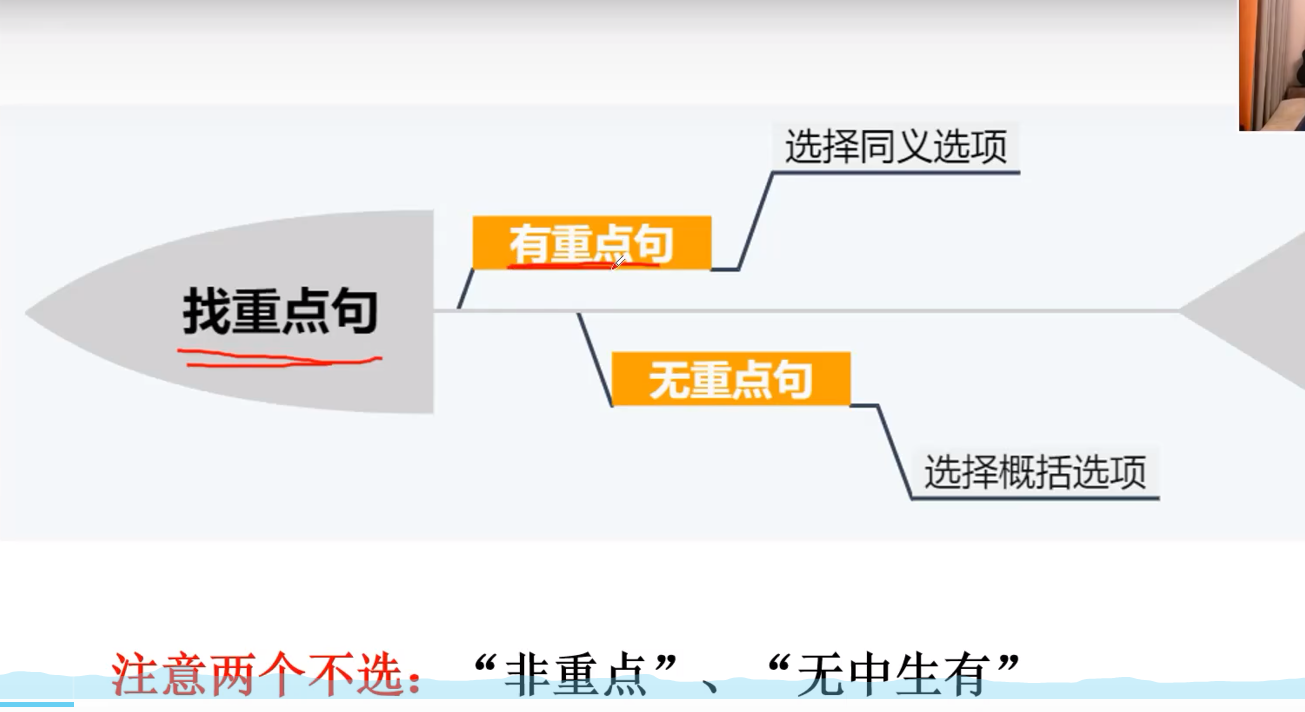 选择同义选项
有重点句
找重点句
无重点句
选择概括选项
注意两个不选：“非重点”、“无中生有”